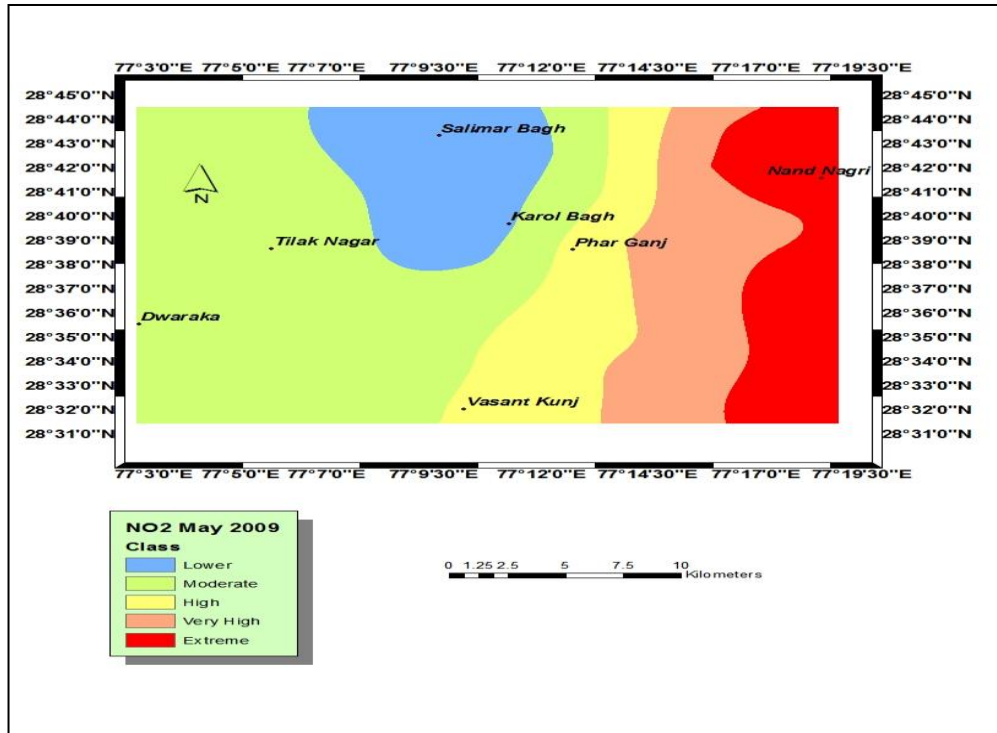 77°3'0"E 77°5'0"E 77°7'0"E 77°9'30"E 77°12'0"E 77°14'30"E 77°17'0"E 77°19'30"E
28°45'0"N 28°45'0"N
28°44'0"N 28°44'0"N
Salimar Bagh
28°43'0"N 28°43'0"N
28°42'0"N Nand Nagri 28°42'0"N
28°41'0"N 28°41'0"N
N
28°40'0"N Karol Bagh 28°40'0"N
28°39'0"N Tilak Nagar Phar Ganj 28°39'0"N
28°38'0"N 28°38'0"N
28°37'0"N 28°37'0"N
28°36'0"N Dwaraka 28°36'0"N
28°35'0"N 28°35'0"N
28°34'0"N 28°34'0"N
28°33'0"N 28°33'0"N
28°32'0"N Vasant Kunj 28°32'0"N
28°31'0"N 28°31'0"N
77°3'0"E 77°5'0"E 77°7'0"E 77°9'30"E 77°12'0"E 77°14'30"E 77°17'0"E 77°19'30"E
NO2 May 2009
Class
Lower
Moderate
High
Very High
Extreme
0 1.25 2.5 5 7.5 10
Kilometers